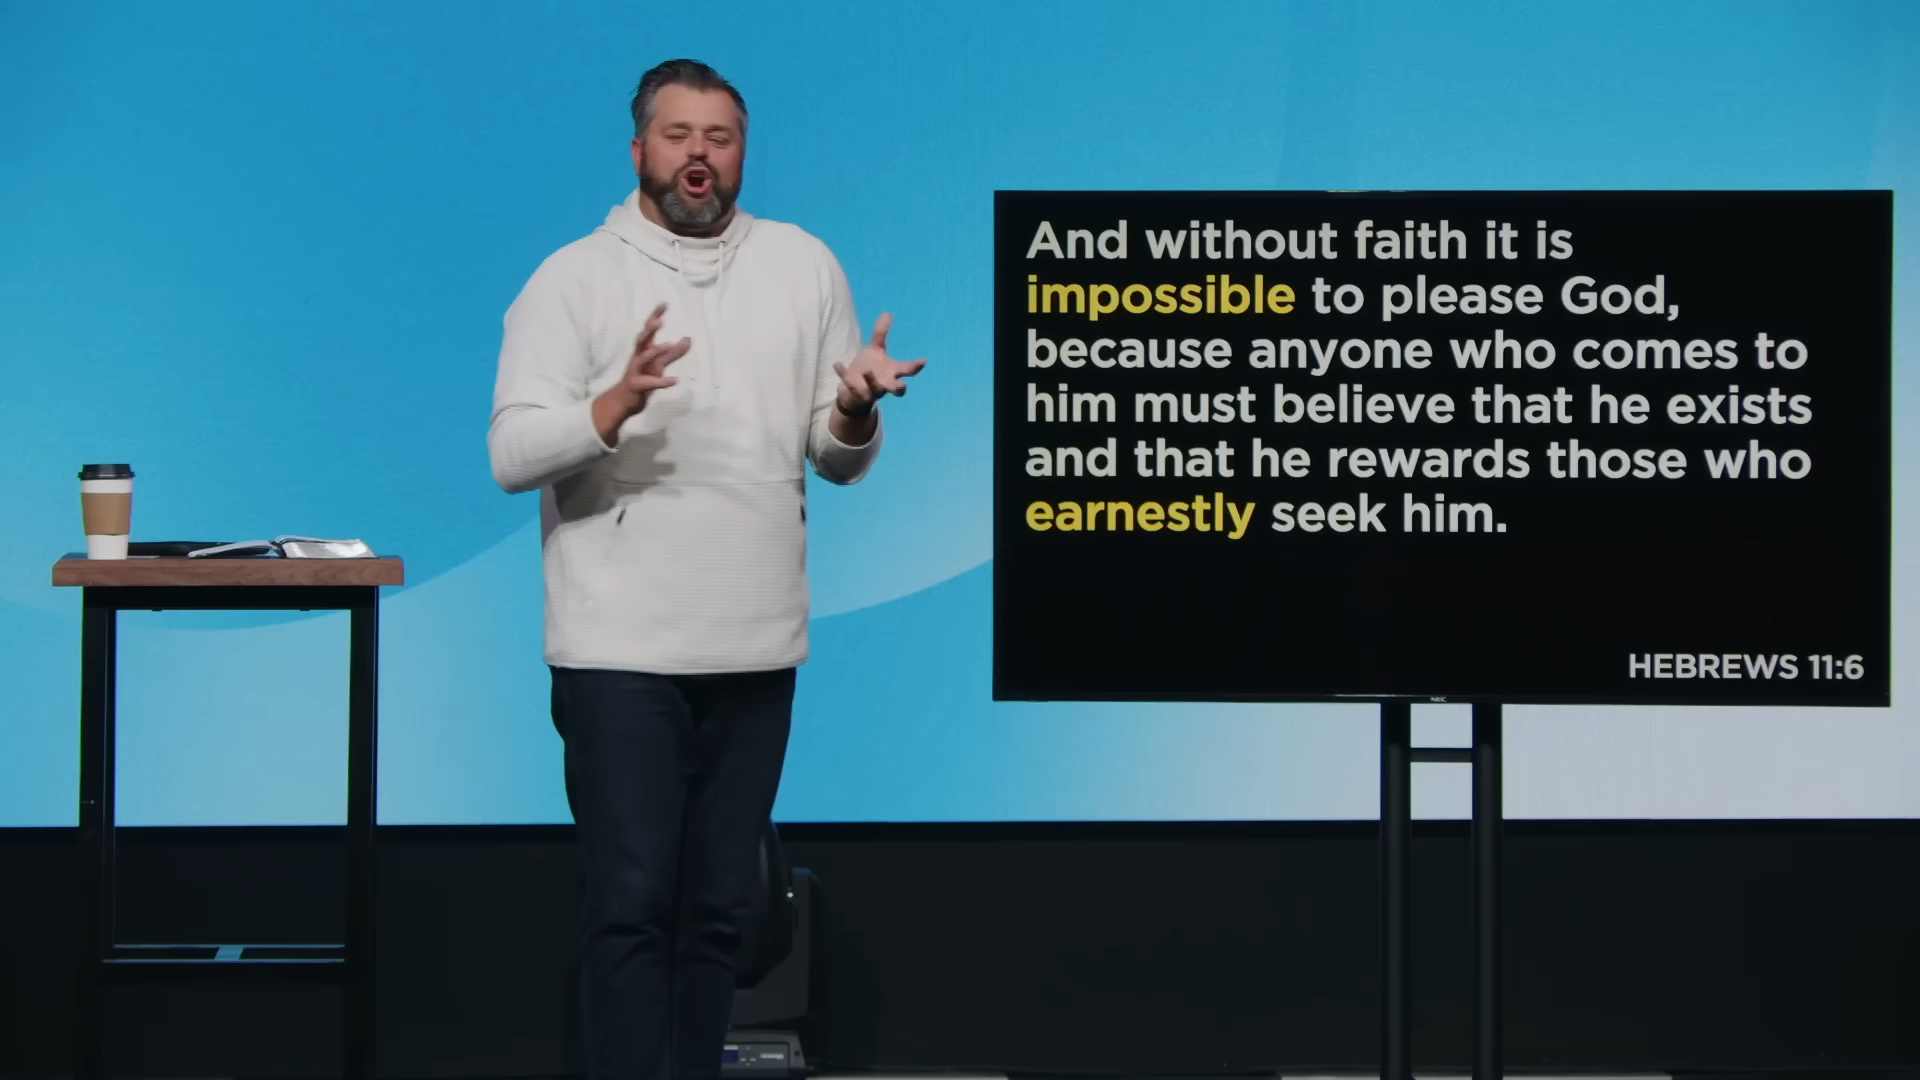 And without faith it is
impossible to please God,
because anyone who comes to
him must believe that he exists
and that he rewards those who
earnestly seek him.
HEBREWS 11:6
NEC